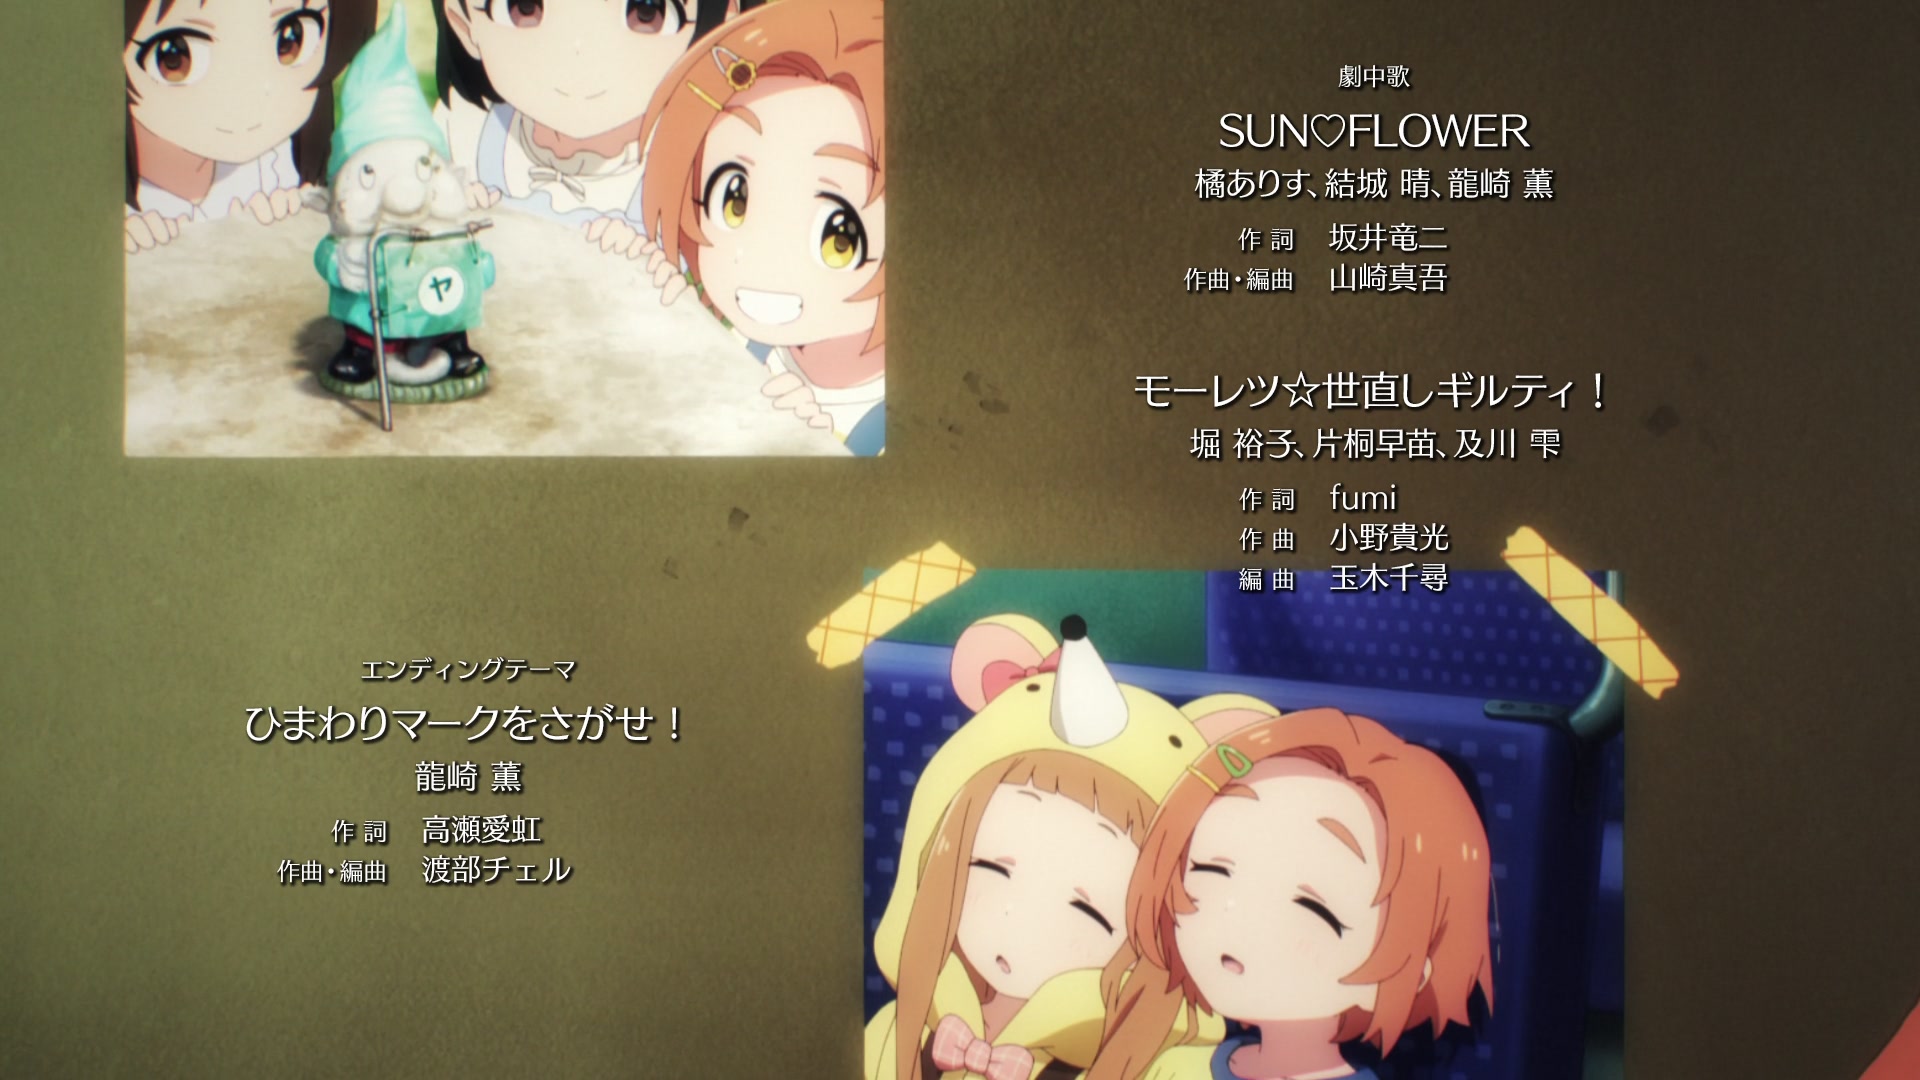 劇中歌
SUN♡FLOWER
橘ありす、結城 晴、龍崎 薫
作 詞 坂井竜二
作曲・編曲 山崎真吾
モーレツ☆世直しギルティ！
堀 裕子、片桐早苗、及川 雫
作 詞 fumi
作 曲 小野貴光
編 曲 玉木千尋
エンディングテーマ
ひまわりマークをさがせ！
龍崎 薫
作 詞 高瀬愛虹
作曲・編曲 渡部チェル
ヤ